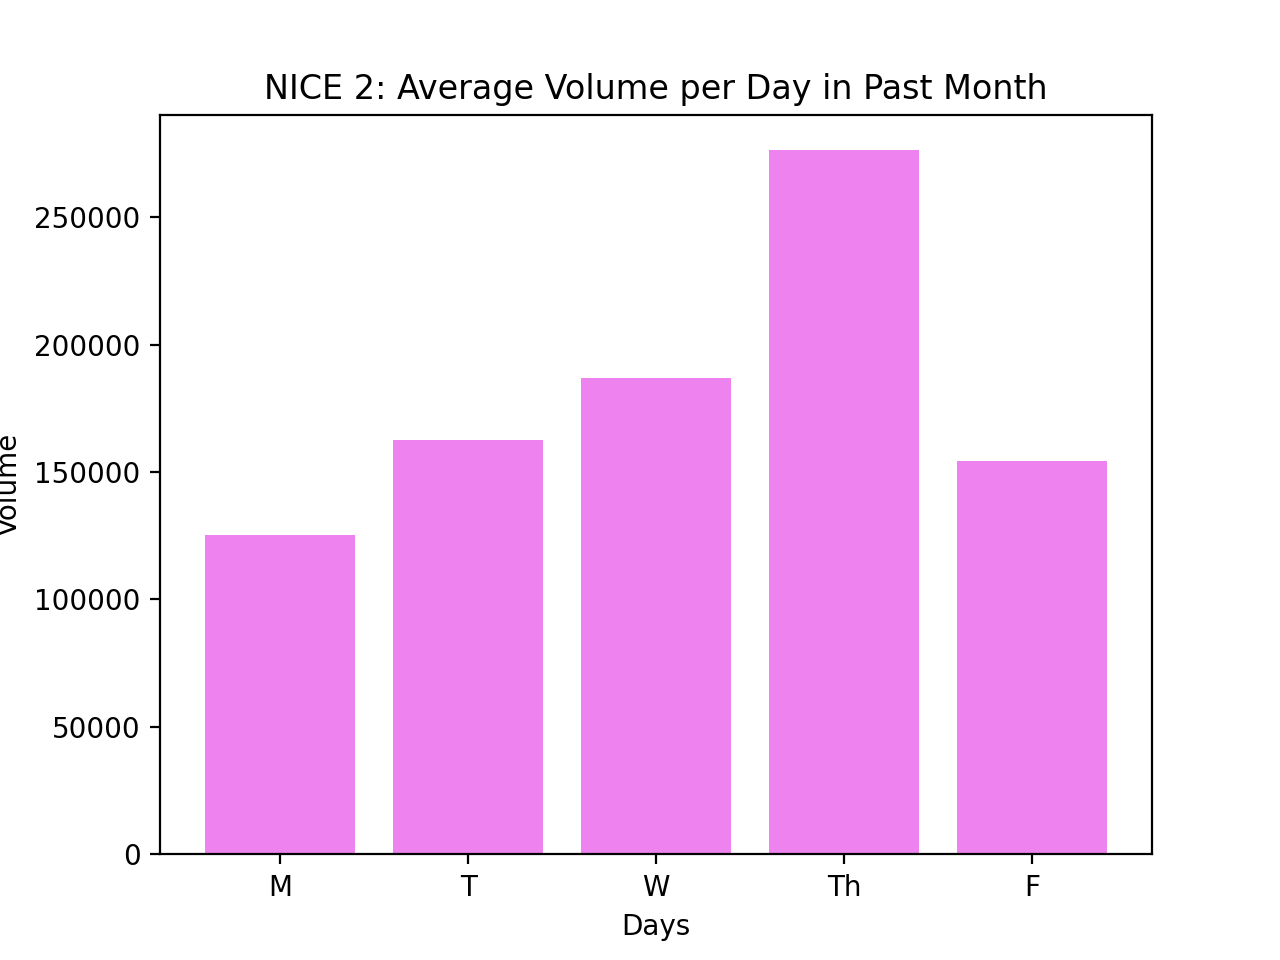 NICE 2: Average Volume per Day in Past Month
Volume
250000
200000
150000
100000
50000
0
M T W Th F
Days